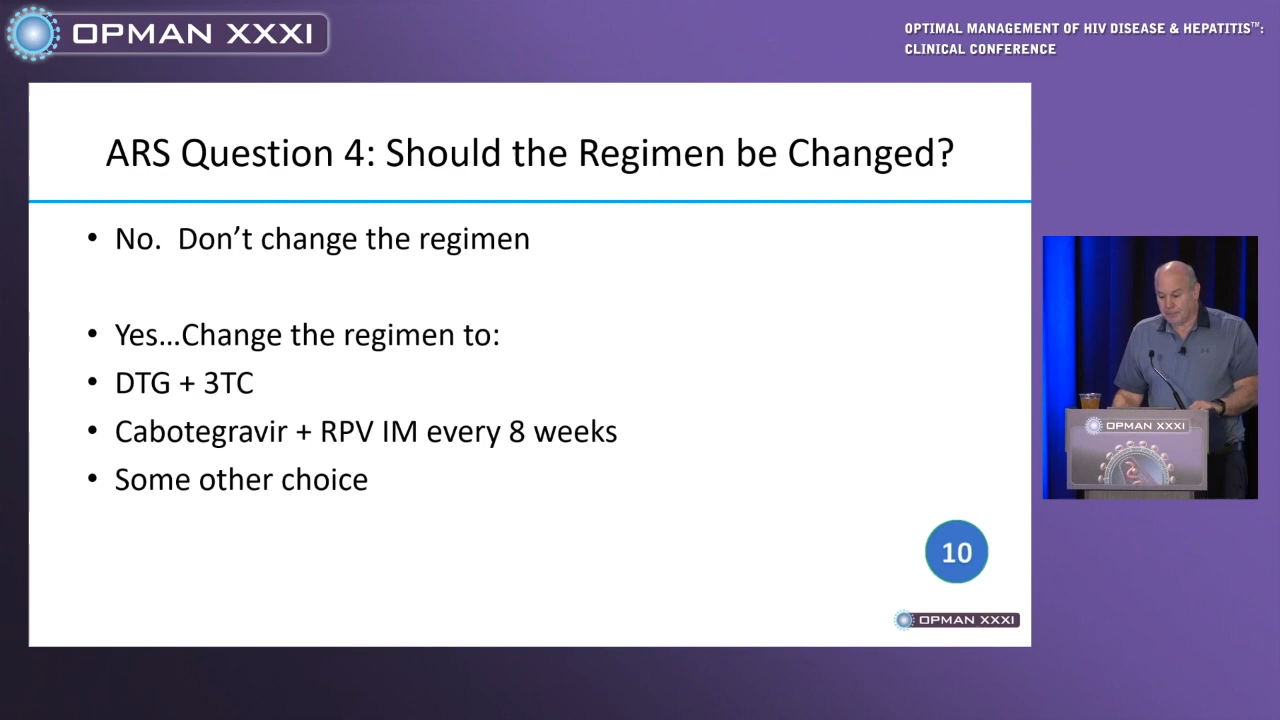 OPMAN XXXI
OPTIMAL MANAGEMENT OF HIV DISEASE & HEPATITIS™:
CLINICAL CONFERENCE
ARS Question 4: Should the Regimen be Changed?
• No.  Don’t change the regimen
• Yes…Change the regimen to:
• DTG + 3TC
• Cabotegravir + RPV IM every 8 weeks
• Some other choice
10
OPMAN XXXI
OPMAN XXXI